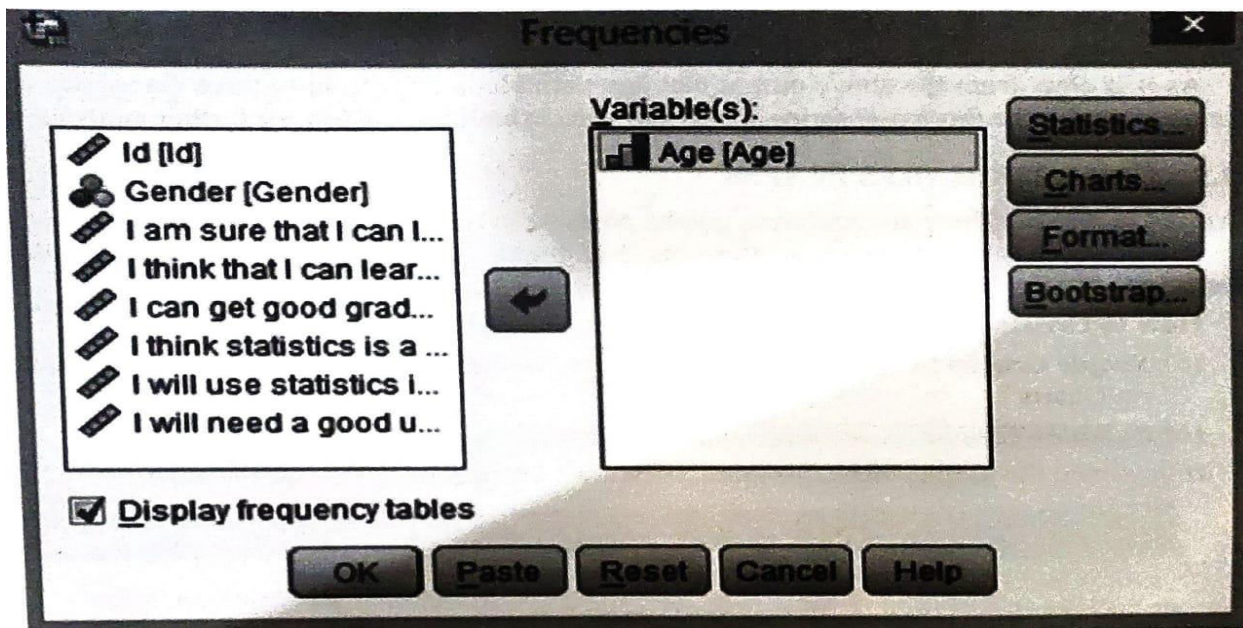 Frequencies
Variable(s):
Id [Id]
Gender [Gender]
I am sure that I can l...
I think that I can lear...
I can get good grad...
I think statistics is a ...
I will use statistics i...
I will need a good u...
Age [Age]
Statistics...
Charts...
Format...
Bootstrap...
Display frequency tables
OK
Paste
Reset
Cancel
Help